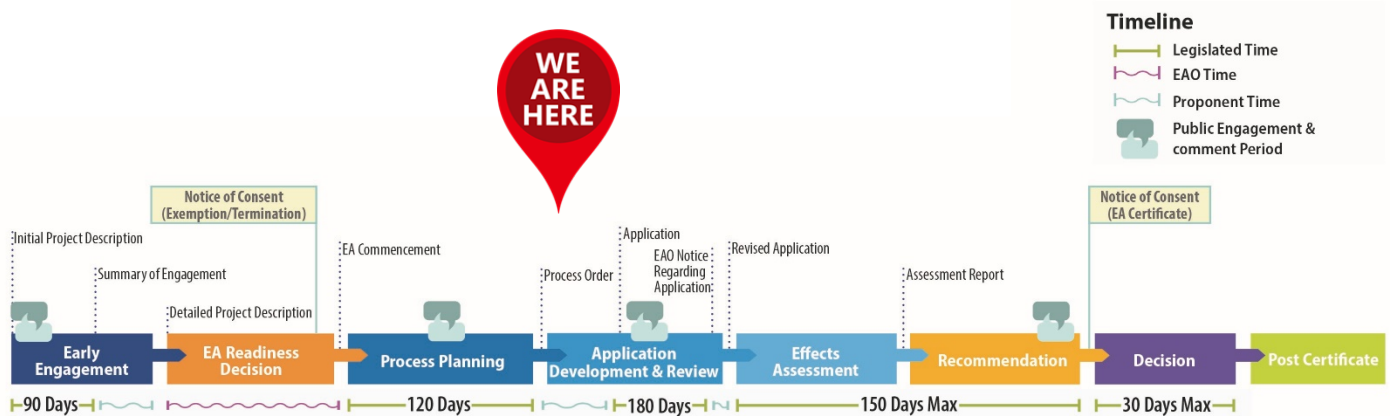 Timeline
Legislated Time
EAO Time
Proponent Time
Public Engagement &
comment Period
WE
ARE
HERE
Notice of Consent
(Exemption/Termination)
Notice of Consent
(EA Certificate)
Initial Project Description
Summary of Engagement
Detailed Project Description
EA Commencement
Process Order
Application
EAO Notice
Regarding
Application
Revised Application
Assessment Report
Early
Engagement
EA Readiness
Decision
Process Planning
Application
Development & Review
Effects
Assessment
Recommendation
Decision
Post Certificate
90 Days
120 Days
180 Days
150 Days Max
30 Days Max